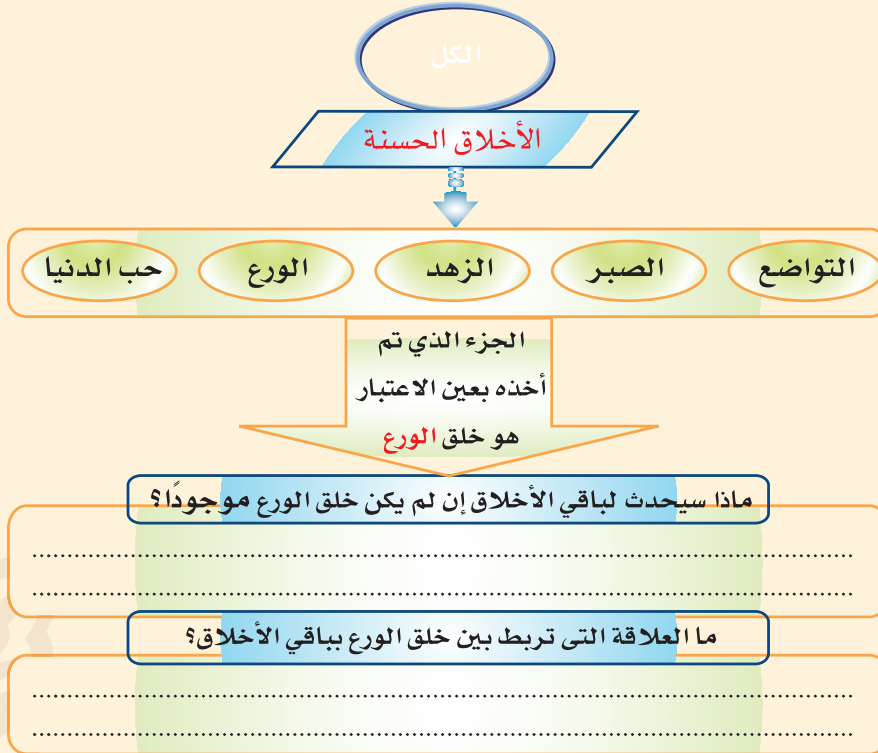 الكل
الأخلاق الحسنة
التواضع الصبر الزهد الورع حب الدنيا
الجزء الذي تم
أخذه بعين الاعتبار
هو خلق الورع
ماذا سيحدث لباقي الأخلاق إن لم يكن خلق الورع موجودًا؟
................................................................................
................................................................................
ما العلاقة التى تربط بين خلق الورع بباقي الأخلاق؟
................................................................................
................................................................................